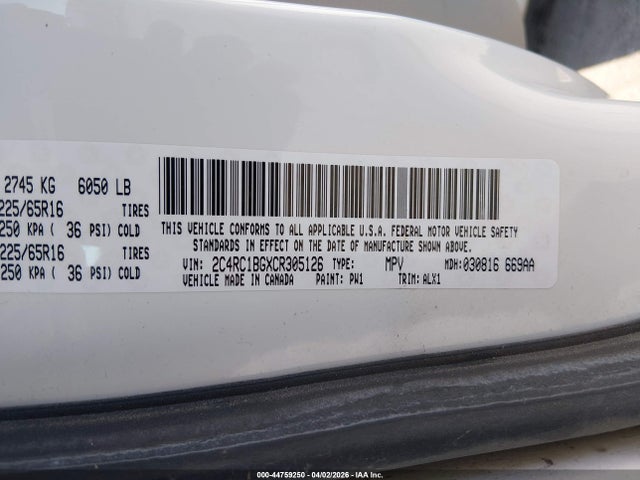 2745 KG 6050 LB
225/65R16 TIRES
250 KPA ( 36 PSI) COLD
225/65R16 TIRES
250 KPA ( 36 PSI) COLD
THIS VEHICLE CONFORMS TO ALL APPLICABLE U.S.A. FEDERAL MOTOR VEHICLE SAFETY
STANDARDS IN EFFECT ON THE DATE OF MANUFACTURE SHOWN ABOVE.
VIN: 2C4RC1BGXCR305126 TYPE: MPV MDH: 030816 669AA
VEHICLE MADE IN CANADA PAINT: PW1 TRIM: ALX1
000-44759250 | 04/02/2026 | IAA Inc.